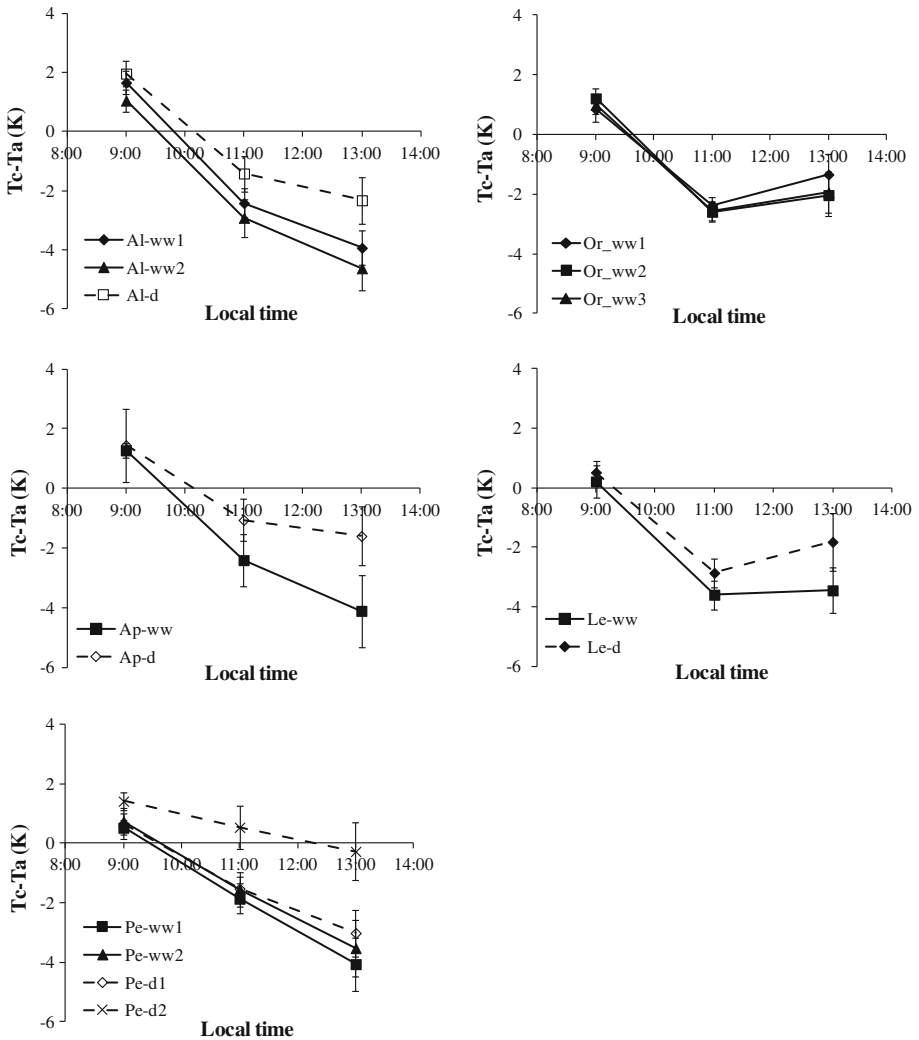 4
2
0
-2
-4
-6
8:00 9:00 10:00 11:00 12:00 13:00 14:00
Tc-Ta (K)
Al-ww1
Al-ww2
Al-d
Local time
4
2
0
-2
-4
-6
8:00 9:00 10:00 11:00 12:00 13:00 14:00
Tc-Ta (K)
Or_ww1
Or_ww2
Or_ww3
Local time
4
2
0
-2
-4
-6
8:00 9:00 10:00 11:00 12:00 13:00 14:00
Tc-Ta (K)
Ap-ww
Ap-d
Local time
4
2
0
-2
-4
-6
8:00 9:00 10:00 11:00 12:00 13:00 14:00
Tc-Ta (K)
Le-ww
Le-d
Local time
4
2
0
-2
-4
-6
8:00 9:00 10:00 11:00 12:00 13:00 14:00
Tc-Ta (K)
Pe-ww1
Pe-ww2
Pe-d1
Pe-d2
Local time